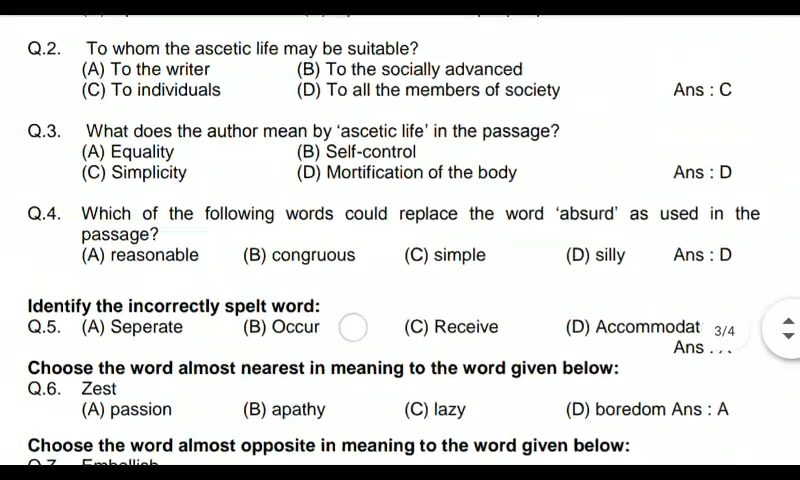 Q.2. To whom the ascetic life may be suitable?
(A) To the writer (B) To the socially advanced
(C) To individuals (D) To all the members of society Ans : C
Q.3. What does the author mean by ‘ascetic life’ in the passage?
(A) Equality (B) Self-control
(C) Simplicity (D) Mortification of the body Ans : D
Q.4. Which of the following words could replace the word ‘absurd’ as used in the
passage?
(A) reasonable (B) congruous (C) simple (D) silly Ans : D
Identify the incorrectly spelt word:
Q.5. (A) Seperate (B) Occur (C) Receive (D) Accommodat 3/4
Ans
Choose the word almost nearest in meaning to the word given below:
Q.6. Zest
(A) passion (B) apathy (C) lazy (D) boredom Ans : A
Choose the word almost opposite in meaning to the word given below:
Q.7. Embellish